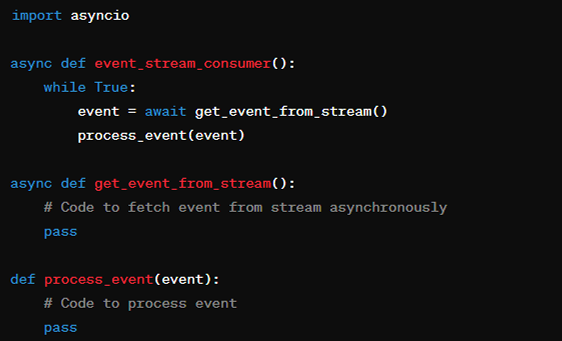 import asyncio

async def event_stream_consumer():
    while True:
        event = await get_event_from_stream()
        process_event(event)

async def get_event_from_stream():
    # Code to fetch event from stream asynchronously
    pass

def process_event(event):
    # Code to process event
    pass